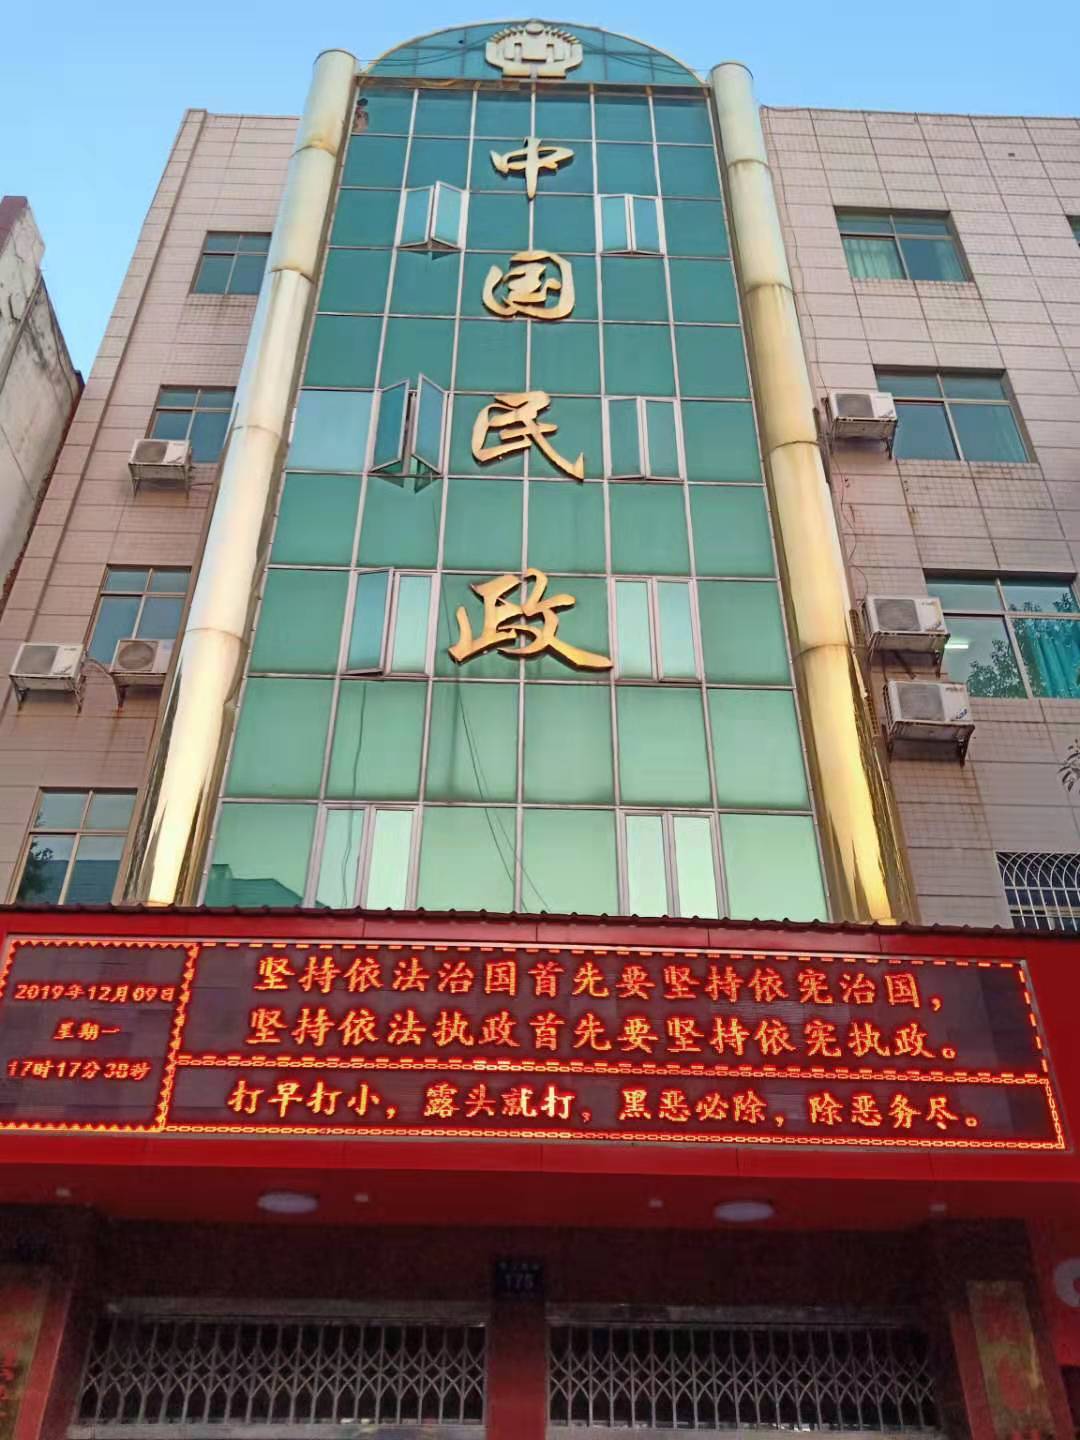 中
国
民
政
坚持依法治国首先要坚持依宪治国，
坚持依法执政首先要坚持依宪执政。
2019年12月09日
星期一
17时17分38秒
打早打小，露头就打，黑恶必除，除恶务尽。
175